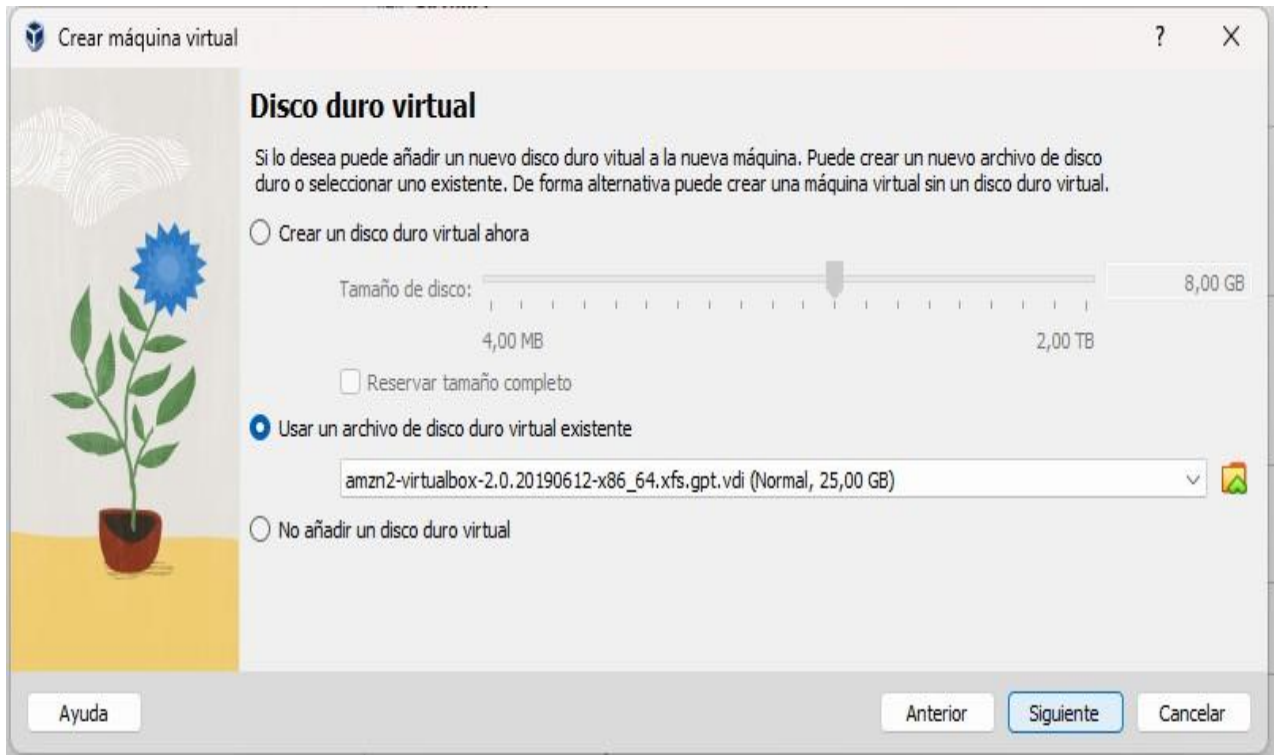 Crear máquina virtual
?
X
Disco duro virtual
Si lo desea puede añadir un nuevo disco duro vitual a la nueva máquina. Puede crear un nuevo archivo de disco
duro o seleccionar uno existente. De forma alternativa puede crear una máquina virtual sin un disco duro virtual.
Crear un disco duro virtual ahora
Tamaño de disco:
8,00 GB
4,00 MB
2,00 TB
Reservar tamaño completo
Usar un archivo de disco duro virtual existente
amzn2-virtualbox-2.0.20190612-x86_64.xfs.gpt.vdi (Normal, 25,00 GB)
No añadir un disco duro virtual
Ayuda
Anterior
Siguiente
Cancelar